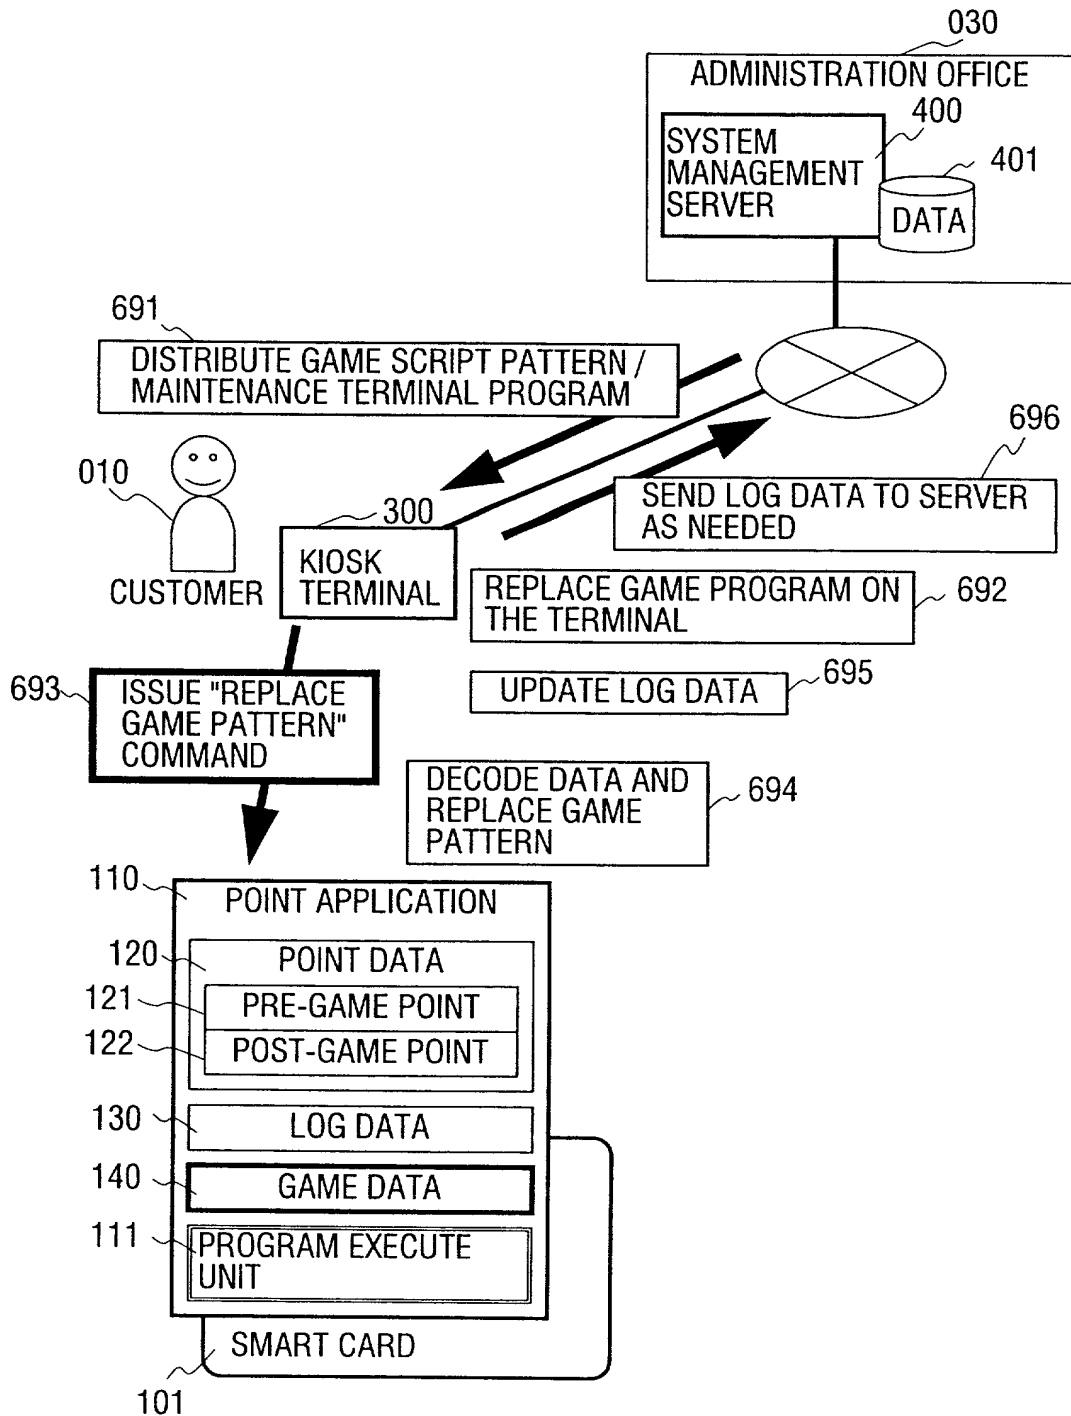 030
ADMINISTRATION OFFICE
400
SYSTEM
MANAGEMENT
SERVER
401
DATA
691
DISTRIBUTE GAME SCRIPT PATTERN /
MAINTENANCE TERMINAL PROGRAM
696
SEND LOG DATA TO SERVER
AS NEEDED
010
CUSTOMER
300
KIOSK
TERMINAL
REPLACE GAME PROGRAM ON
THE TERMINAL
692
693
ISSUE "REPLACE
GAME PATTERN"
COMMAND
UPDATE LOG DATA
695
DECODE DATA AND
REPLACE GAME
PATTERN
694
110
POINT APPLICATION
120
POINT DATA
121
PRE-GAME POINT
122
POST-GAME POINT
130
LOG DATA
140
GAME DATA
111
PROGRAM EXECUTE
UNIT
SMART CARD
101